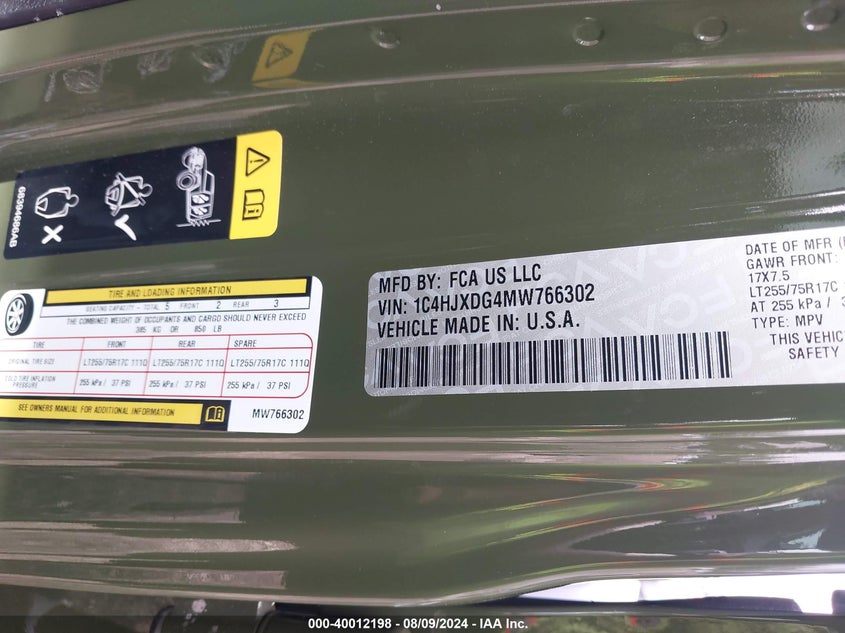 68394686AB
TIRE AND LOADING INFORMATION
SEATING CAPACITY - TOTAL 5 FRONT 2 REAR 3
THE COMBINED WEIGHT OF OCCUPANTS AND CARGO SHOULD NEVER EXCEED
385 KG OR 850 LB
TIRE FRONT REAR SPARE
ORIGINAL TIRE SIZE LT255/75R17C 111Q LT255/75R17C 111Q LT255/75R17C 111Q
COLD TIRE INFLATION PRESSURE 255 kPa / 37 PSI 255 kPa / 37 PSI 255 kPa / 37 PSI
SEE OWNERS MANUAL FOR ADDITIONAL INFORMATION
MW766302
MFD BY: FCA US LLC
VIN: 1C4HJXDG4MW766302
VEHICLE MADE IN: U.S.A.
DATE OF MFR
GAWR FRONT:
17X7.5
LT255/75R17C
AT 255 kPa /
TYPE: MPV
THIS VEHICL
SAFETY
000-40012198 - 08/09/2024 - IAA Inc.